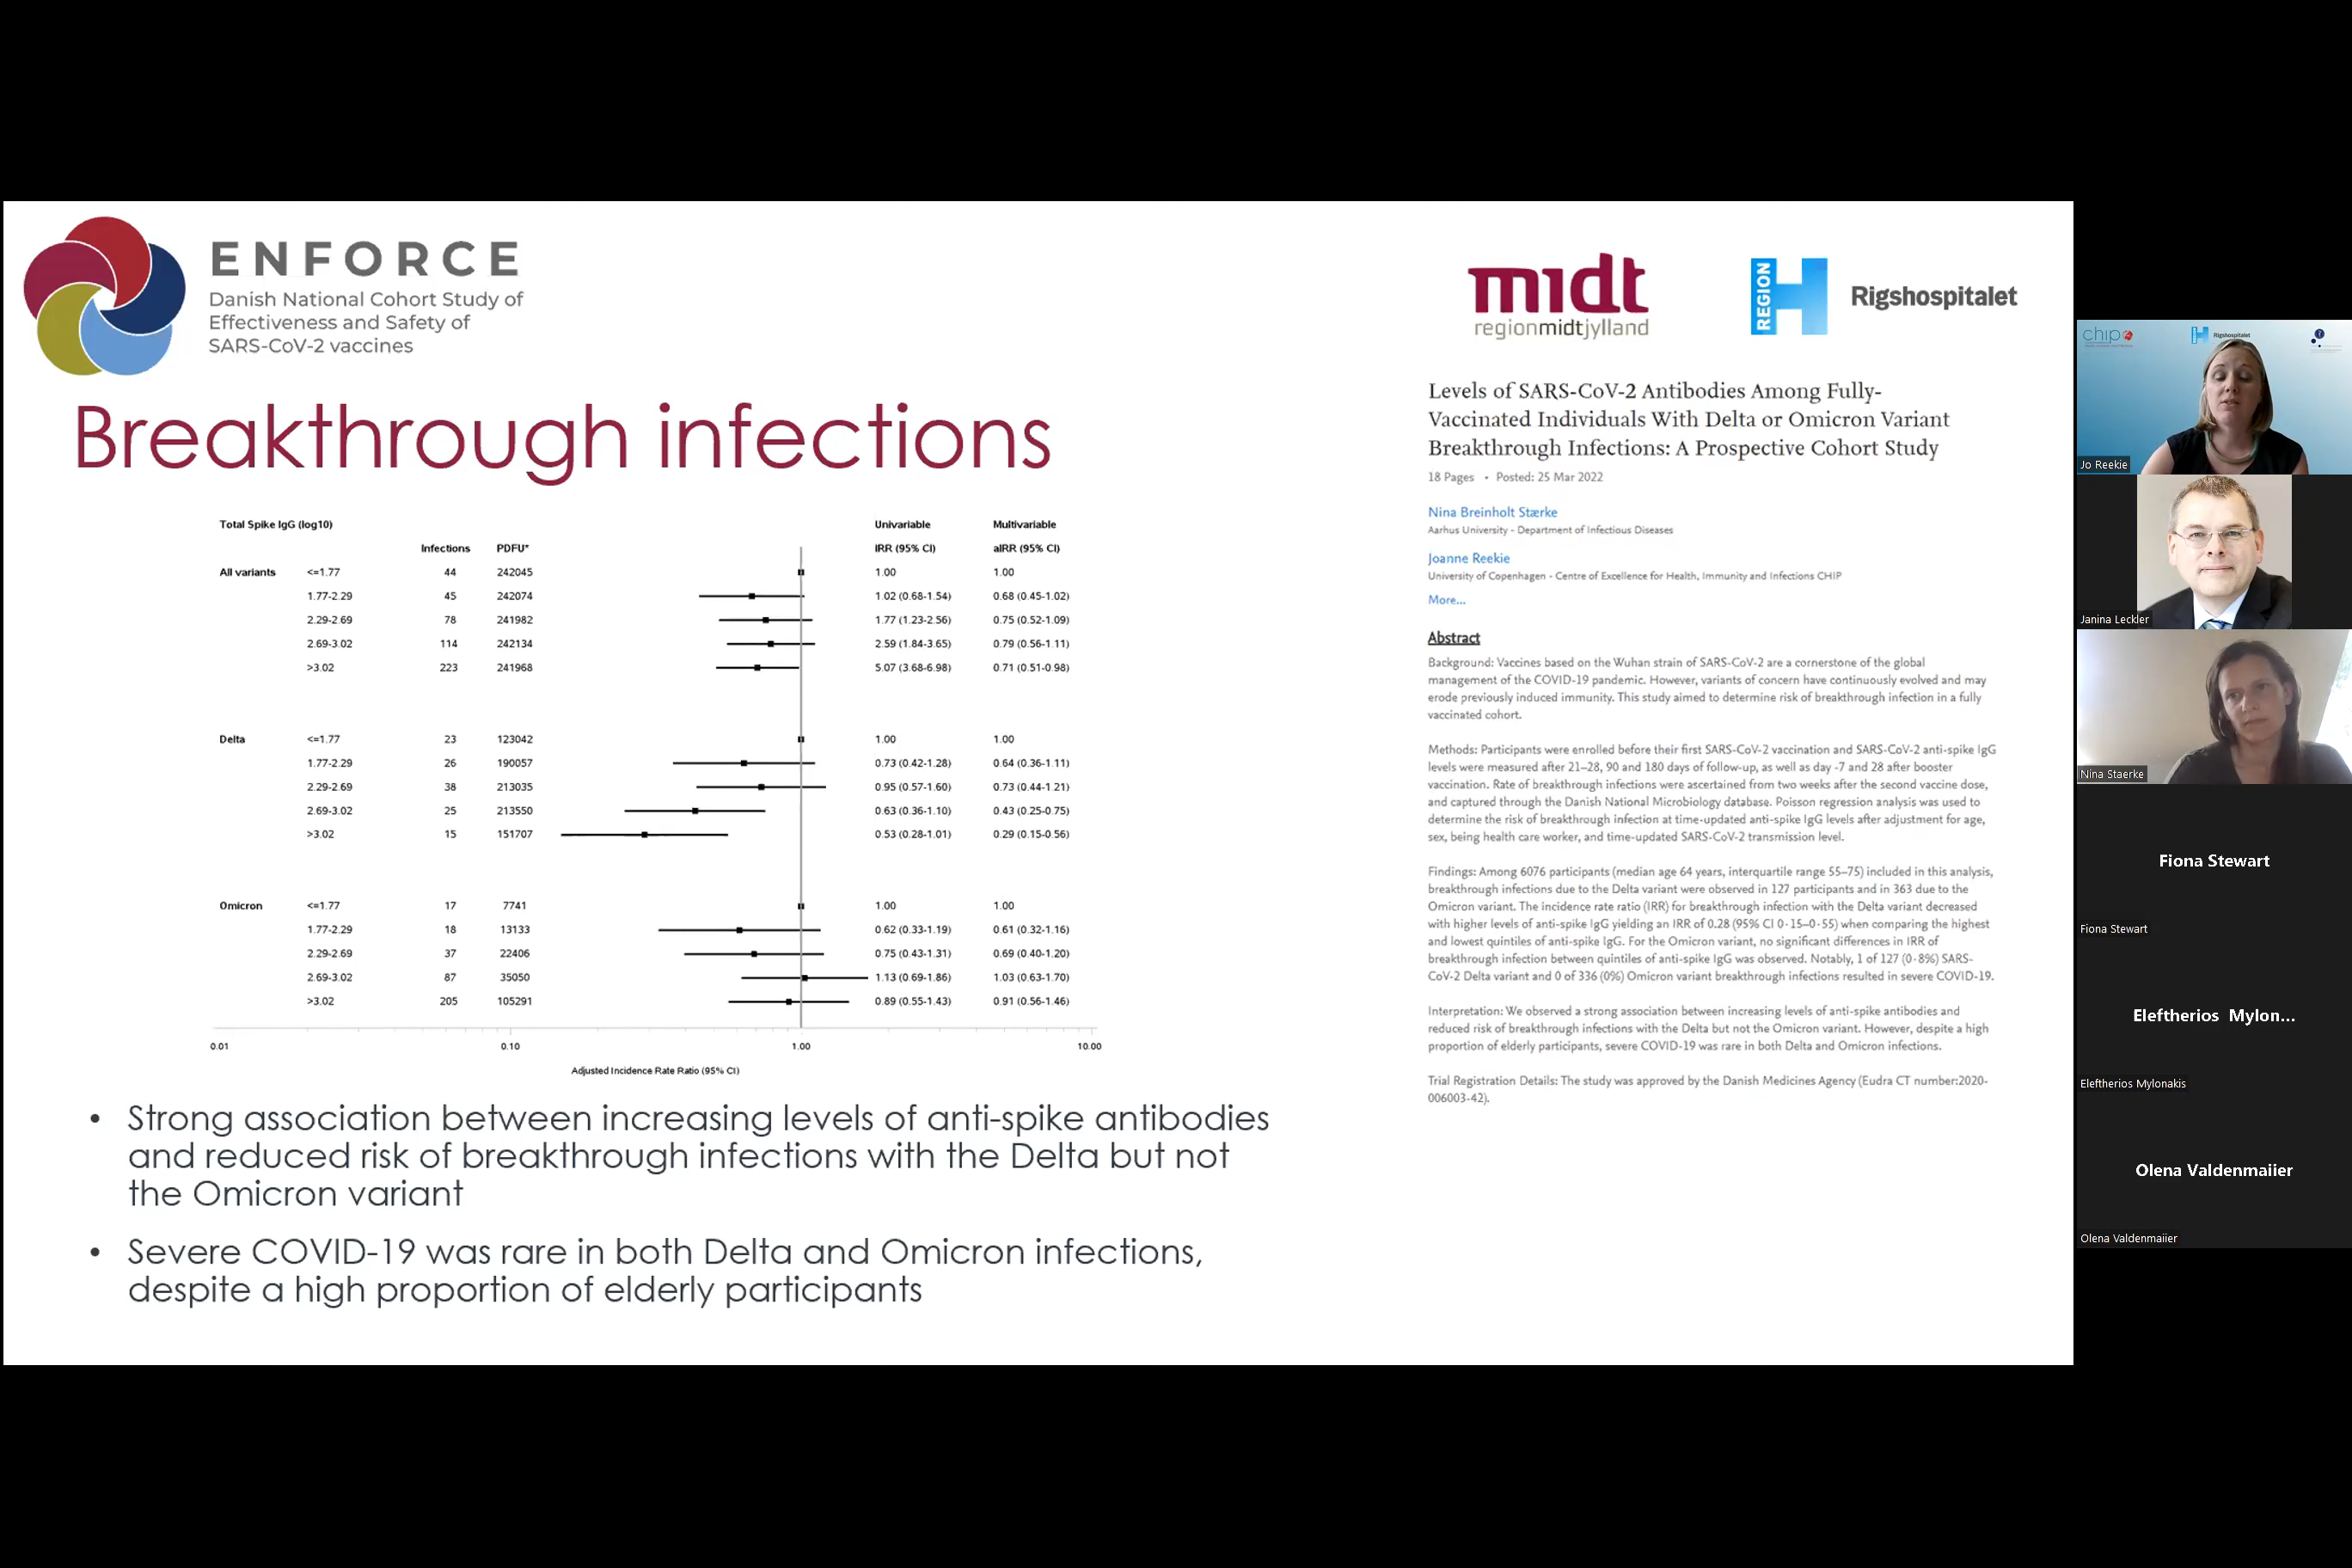 ENFORCE
Danish National Cohort Study of
Effectiveness and Safety of
SARS-CoV-2 vaccines
midt
regionmidtjylland
REGION H
Rigshospitalet
Breakthrough infections
Total Spike IgG (log10) Univariable Multivariable
Infections PDFU* IRR (95% CI) aIRR (95% CI)
All variants <=1.77 44 242045 1.00 1.00
1.77-2.29 45 242074 1.02 (0.68-1.54) 0.68 (0.45-1.02)
2.29-2.69 78 241982 1.77 (1.23-2.56) 0.75 (0.52-1.09)
2.69-3.02 114 242134 2.59 (1.84-3.65) 0.79 (0.56-1.11)
>3.02 223 241968 5.07 (3.68-6.98) 0.71 (0.51-0.98)
Delta <=1.77 23 123042 1.00 1.00
1.77-2.29 26 190057 0.73 (0.42-1.28) 0.64 (0.36-1.11)
2.29-2.69 38 213035 0.95 (0.57-1.60) 0.73 (0.44-1.21)
2.69-3.02 25 213550 0.63 (0.36-1.10) 0.43 (0.25-0.75)
>3.02 15 151707 0.53 (0.28-1.01) 0.29 (0.15-0.56)
Omicron <=1.77 17 7741 1.00 1.00
1.77-2.29 18 13133 0.62 (0.33-1.19) 0.61 (0.32-1.16)
2.29-2.69 37 22406 0.75 (0.43-1.31) 0.69 (0.40-1.20)
2.69-3.02 87 35050 1.13 (0.69-1.86) 1.03 (0.63-1.70)
>3.02 205 105291 0.89 (0.55-1.43) 0.91 (0.56-1.46)
0.01 0.10 1.00 10.00
Adjusted Incidence Rate Ratio (95% CI)
• Strong association between increasing levels of anti-spike antibodies
and reduced risk of breakthrough infections with the Delta but not
the Omicron variant
• Severe COVID-19 was rare in both Delta and Omicron infections,
despite a high proportion of elderly participants
Levels of SARS-CoV-2 Antibodies Among Fully-
Vaccinated Individuals With Delta or Omicron Variant
Breakthrough Infections: A Prospective Cohort Study
18 Pages • Posted: 25 Mar 2022
Nina Breinholt Stærke
Aarhus University - Department of Infectious Diseases
Joanne Reekie
University of Copenhagen - Centre of Excellence for Health, Immunity and Infections CHIP
More...
Abstract
Background: Vaccines based on the Wuhan strain of SARS-CoV-2 are a cornerstone of the global
management of the COVID-19 pandemic. However, variants of concern have continuously evolved and may
erode previously induced immunity. This study aimed to determine risk of breakthrough infection in a fully
vaccinated cohort.
Methods: Participants were enrolled before their first SARS-CoV-2 vaccination and SARS-CoV-2 anti-spike IgG
levels were measured after 21–28, 90 and 180 days of follow-up, as well as day -7 and 28 after booster
vaccination. Rate of breakthrough infections were ascertained from two weeks after the second vaccine dose,
and captured through the Danish National Microbiology database. Poisson regression analysis was used to
determine the risk of breakthrough infection at time-updated anti-spike IgG levels after adjustment for age,
sex, being health care worker, and time-updated SARS-CoV-2 transmission level.
Findings: Among 6076 participants (median age 64 years, interquartile range 55–75) included in this analysis,
breakthrough infections due to the Delta variant were observed in 127 participants and in 363 due to the
Omicron variant. The incidence rate ratio (IRR) for breakthrough infection with the Delta variant decreased
with higher levels of anti-spike IgG yielding an IRR of 0.28 (95% CI 0·15–0·55) when comparing the highest
and lowest quintiles of anti-spike IgG. For the Omicron variant, no significant differences in IRR of
breakthrough infection between quintiles of anti-spike IgG was observed. Notably, 1 of 127 (0·8%) SARS-
CoV-2 Delta variant and 0 of 336 (0%) Omicron variant breakthrough infections resulted in severe COVID-19.
Interpretation: We observed a strong association between increasing levels of anti-spike antibodies and
reduced risk of breakthrough infections with the Delta but not the Omicron variant. However, despite a high
proportion of elderly participants, severe COVID-19 was rare in both Delta and Omicron infections.
Trial Registration Details: The study was approved by the Danish Medicines Agency (Eudra CT number:2020-
006003-42).
chip
H Rigshospitalet
Jo Reekie
Janina Leckler
Nina Staerke
Fiona Stewart
Fiona Stewart
Eleftherios Mylon...
Eleftherios Mylonakis
Olena Valdenmaiier
Olena Valdenmaiier